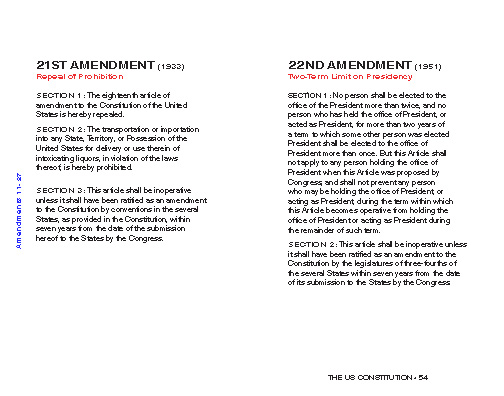 21ST AMENDMENT (1933)
Repeal of Prohibition
SECTION 1: The eighteenth article of
amendment to the Constitution of the United
States is hereby repealed.
SECTION 2: The transportation or importation
into any State, Territory, or Possession of the
United States for delivery or use therein of
intoxicating liquors, in violation of the laws
thereof, is hereby prohibited.
SECTION 3: This article shall be inoperative
unless it shall have been ratified as an amendment
to the Constitution by conventions in the several
States, as provided in the Constitution, within
seven years from the date of the submission
hereof to the States by the Congress.
Amendments 11-27
22ND AMENDMENT (1951)
Two-Term Limit on Presidency
SECTION 1: No person shall be elected to the
office of the President more than twice, and no
person who has held the office of President, or
acted as President, for more than two years of
a term to which some other person was elected
President shall be elected to the office of
President more than once. But this Article shall
not apply to any person holding the office of
President when this Article was proposed by
Congress, and shall not prevent any person
who may be holding the office of President, or
acting as President, during the term within which
this Article becomes operative from holding the
office of President or acting as President during
the remainder of such term.
SECTION 2: This article shall be inoperative unless
it shall have been ratified as an amendment to the
Constitution by the legislatures of three-fourths of
the several States within seven years from the date
of its submission to the States by the Congress.
THE US CONSTITUTION • 54